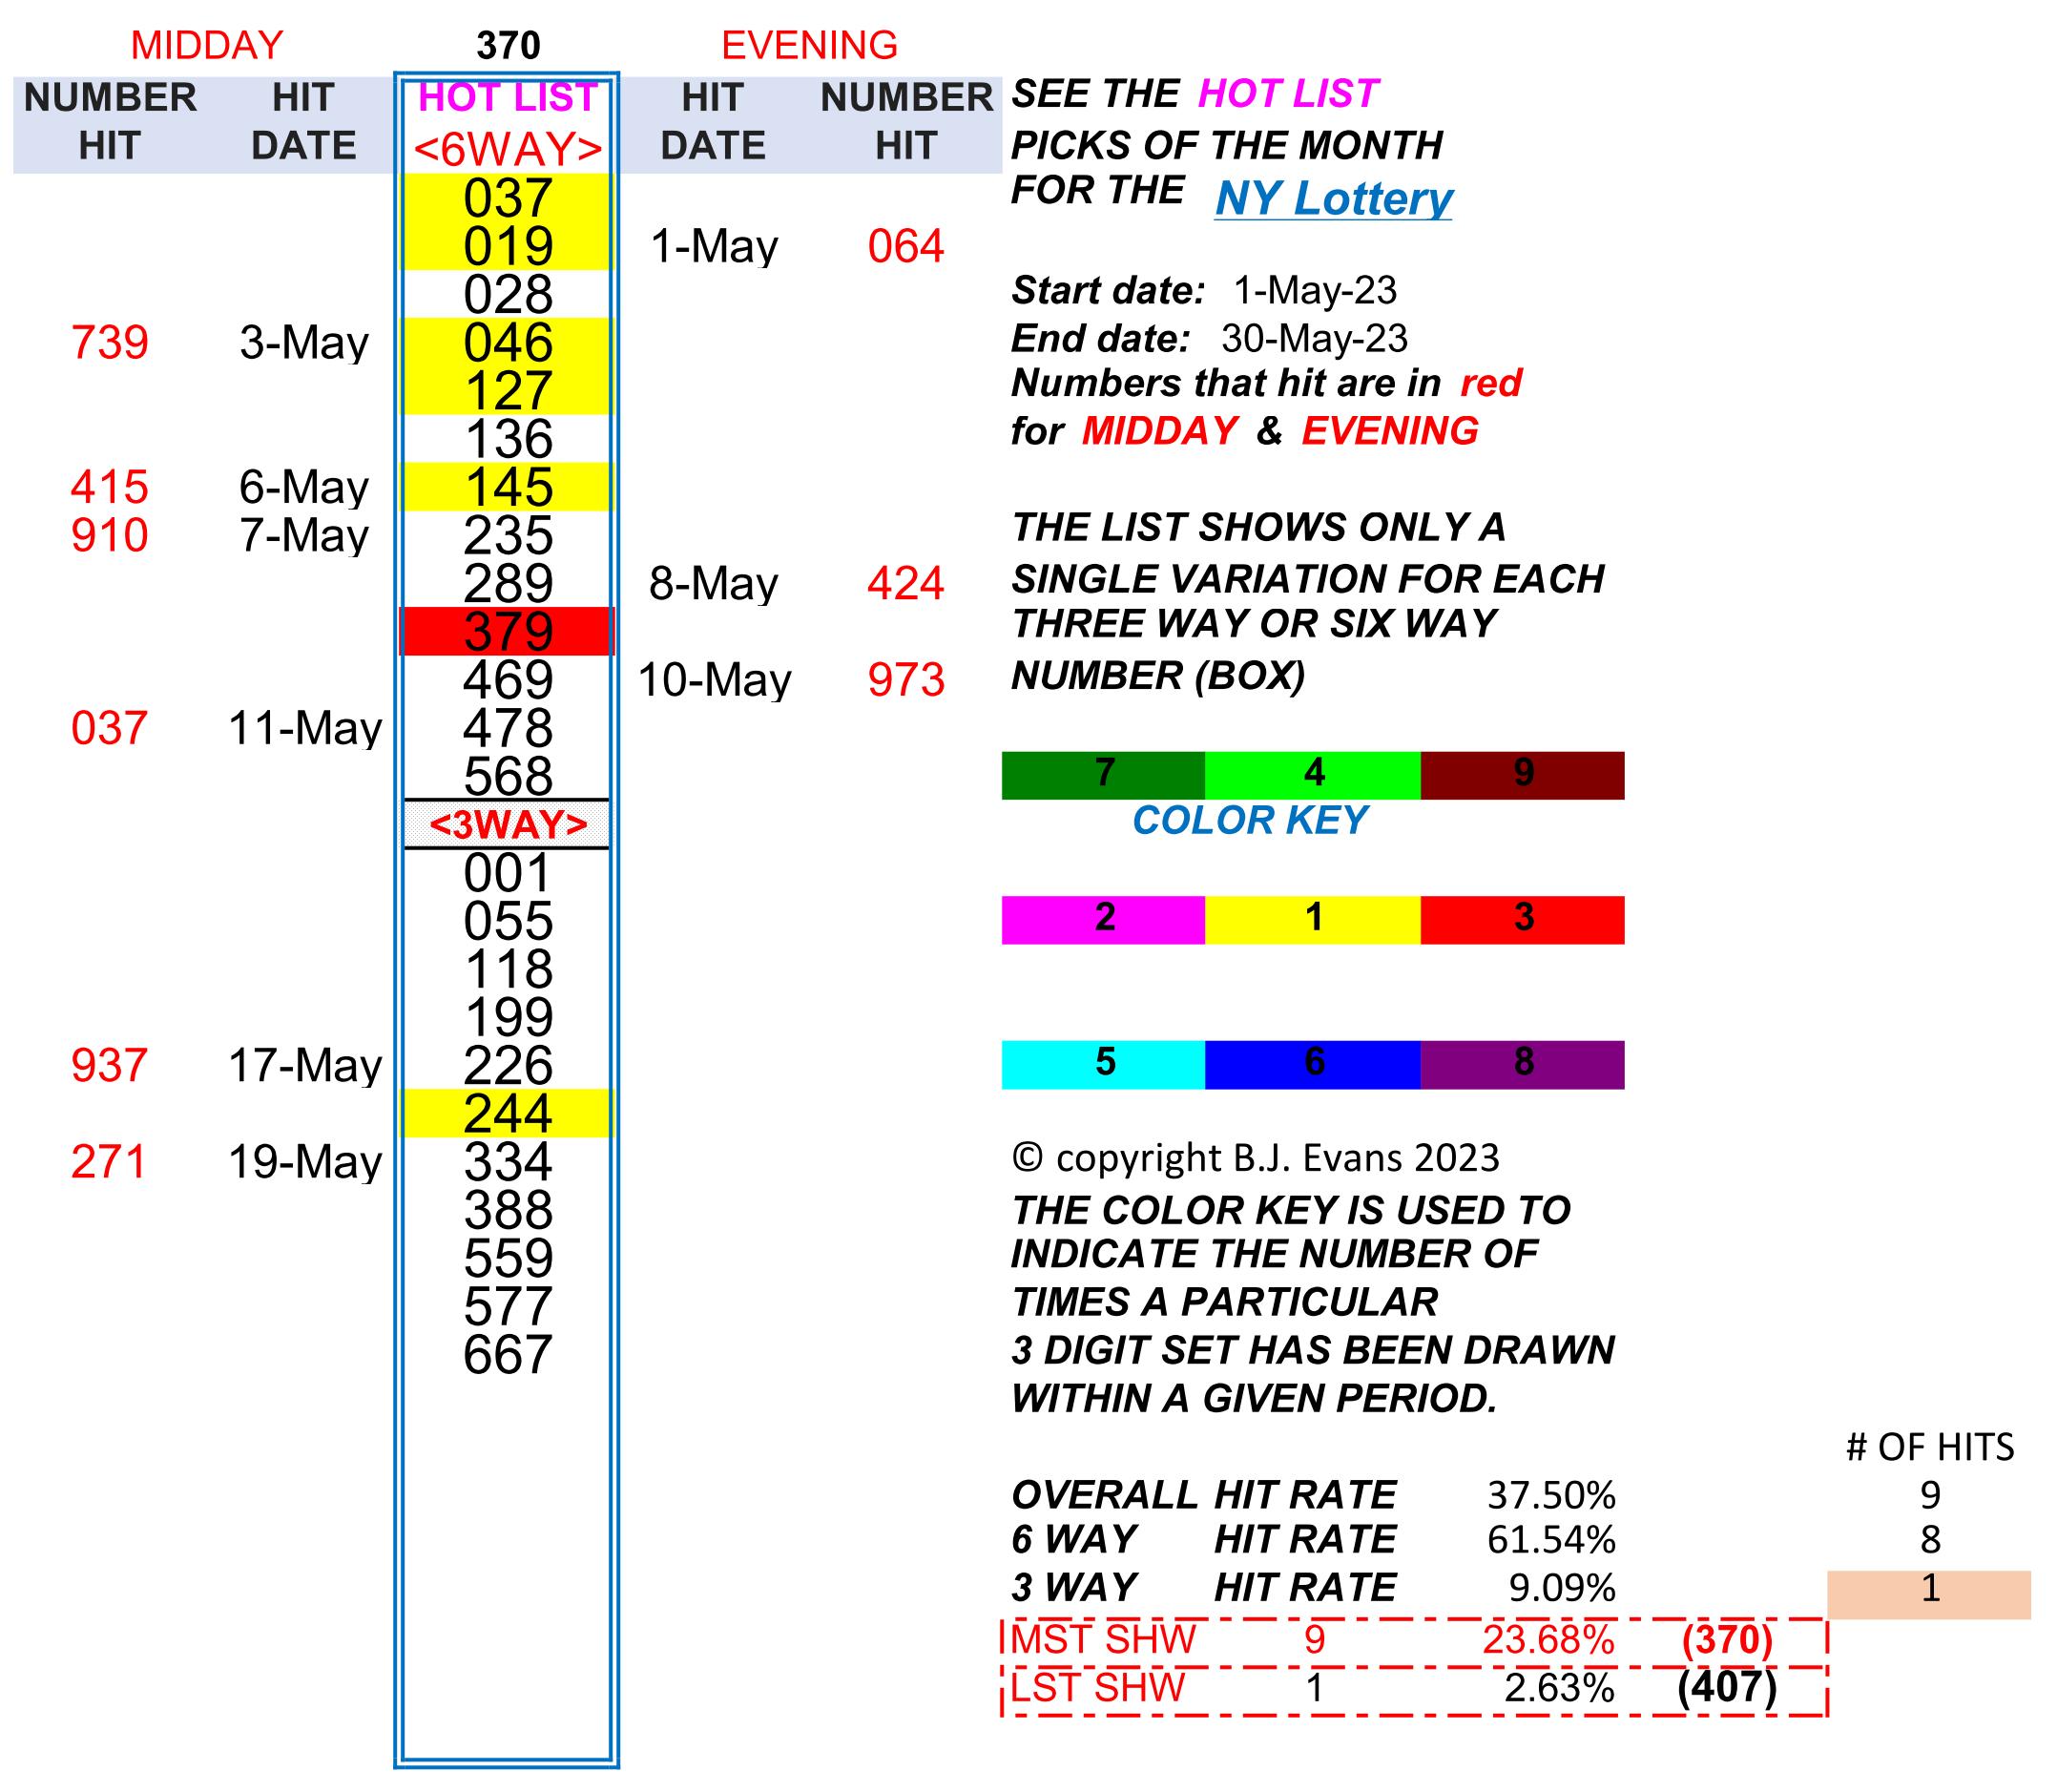 MIDDAY 370 EVENING
NUMBER HIT HOT LIST HIT NUMBER
HIT DATE <6WAY> DATE HIT
037
019 1-May 064
028
739 3-May 046
127
136
415 6-May 145
910 7-May 235
289 8-May 424
379
469 10-May 973
037 11-May 478
568
<3WAY>
001
055
118
199
937 17-May 226
244
271 19-May 334
388
559
577
667
SEE THE HOT LIST
PICKS OF THE MONTH
FOR THE NY Lottery
Start date: 1-May-23
End date: 30-May-23
Numbers that hit are in red
for MIDDAY & EVENING
THE LIST SHOWS ONLY A
SINGLE VARIATION FOR EACH
THREE WAY OR SIX WAY
NUMBER (BOX)
7 4 9
COLOR KEY
2 1 3
5 6 8
© copyright B.J. Evans 2023
THE COLOR KEY IS USED TO
INDICATE THE NUMBER OF
TIMES A PARTICULAR
3 DIGIT SET HAS BEEN DRAWN
WITHIN A GIVEN PERIOD.
# OF HITS
OVERALL HIT RATE 37.50% 9
6 WAY HIT RATE 61.54% 8
3 WAY HIT RATE 9.09% 1
MST SHW 9 23.68% (370)
LST SHW 1 2.63% (407)